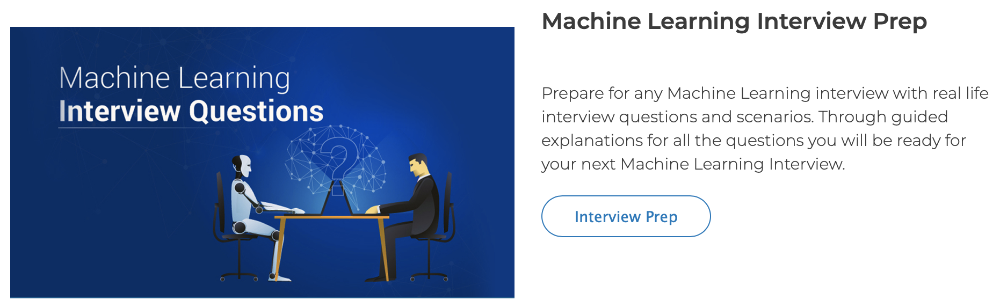 Machine Learning
Interview Questions
?
Machine Learning Interview Prep
Prepare for any Machine Learning interview with real life
interview questions and scenarios. Through guided
explanations for all the questions you will be ready for
your next Machine Learning Interview.
Interview Prep